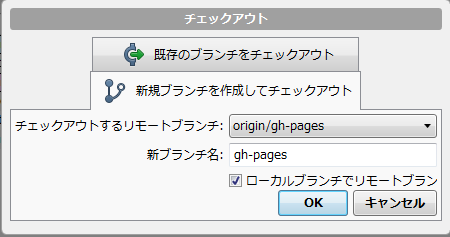 チェックアウト
既存のブランチをチェックアウト
新規ブランチを作成してチェックアウト
チェックアウトするリモートブランチ: origin/gh-pages
新ブランチ名: gh-pages
ローカルブランチでリモートブラン
OK キャンセル